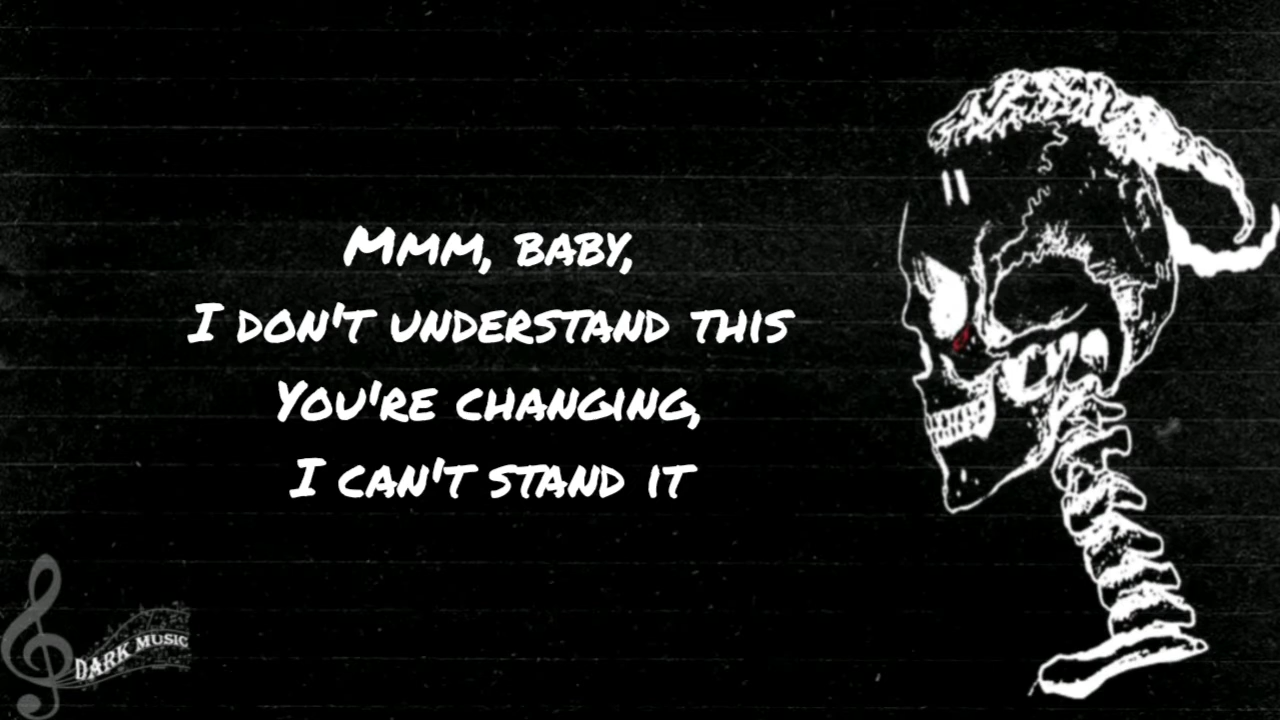 Mmm, baby,
I don't understand this
You're changing,
I can't stand it
DARK MUSIC